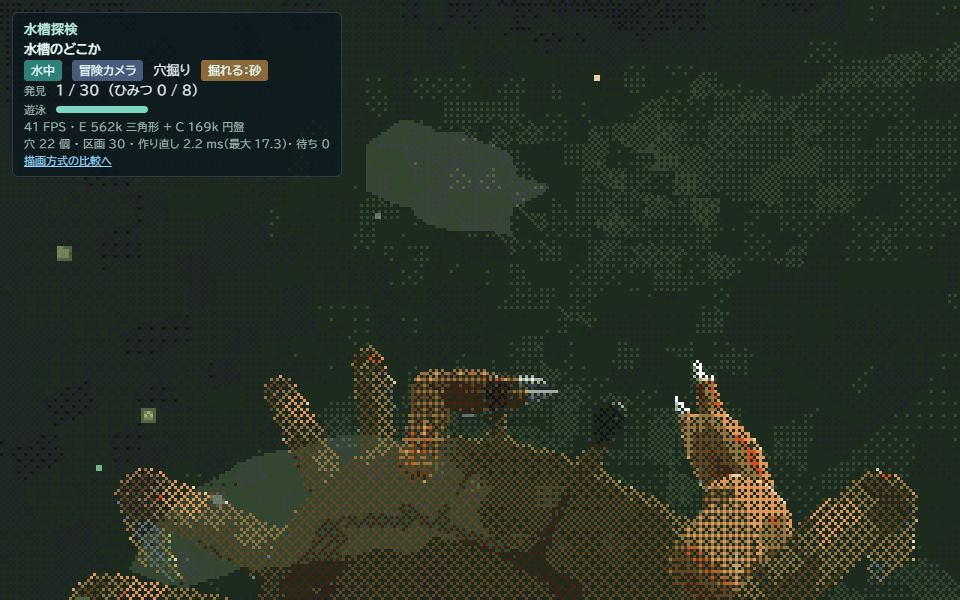 水槽探検
水槽のどこか
水中 冒険カメラ 穴掘り 掘れる:砂
発見 1 / 30（ひみつ 0 / 8）
遊泳
41 FPS · E 562k 三角形 + C 169k 円盤
穴 22 個 · 区画 30 · 作り直し 2.2 ms(最大 17.3) · 待ち 0
描画方式の比較へ